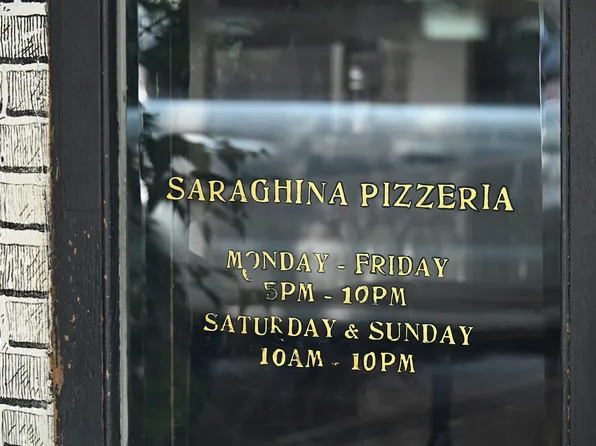 SARAGHINA PIZZERIA
MONDAY - FRIDAY
5PM - 10PM
SATURDAY & SUNDAY
10AM - 10PM